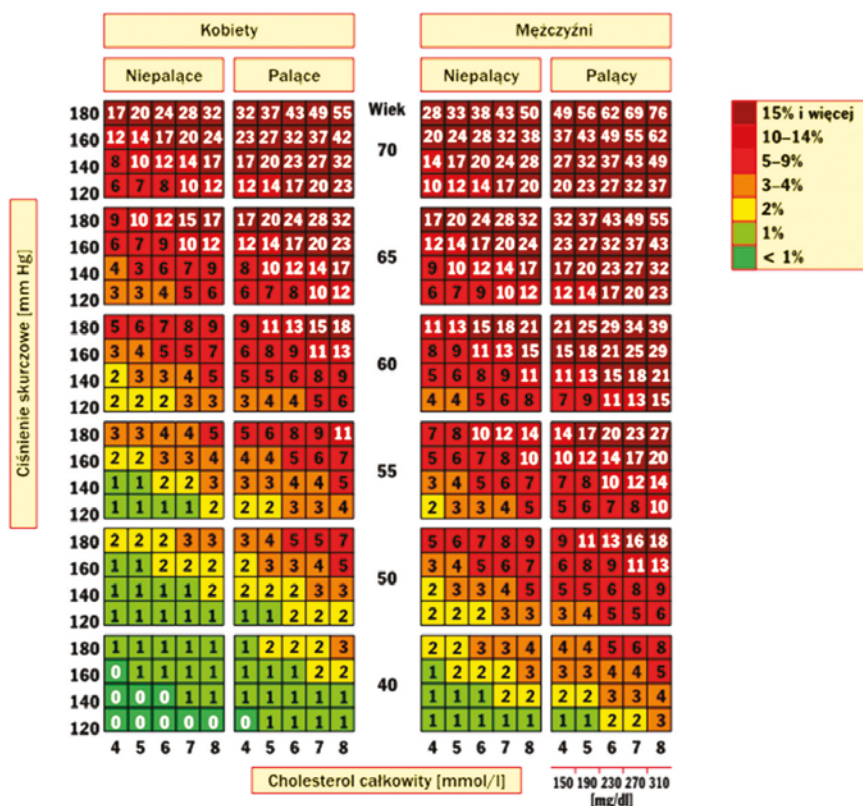 Kobiety Mężczyźni
Niepalące Palące Niepalący Palący
180 17 20 24 28 32 32 37 43 49 55 Wiek 28 33 38 43 50 49 56 62 69 76
160 12 14 17 20 24 23 27 32 37 42 20 24 28 32 38 37 43 49 55 62
70
140 8 10 12 14 17 17 20 23 27 32 14 17 20 24 28 27 32 37 43 49
120 6 7 8 10 12 12 14 17 20 23 10 12 14 17 20 20 23 27 32 37
180 9 10 12 15 17 17 20 24 28 32 17 20 24 28 32 32 37 43 49 55
160 6 7 9 10 12 12 14 17 20 23 12 14 17 20 24 23 27 32 37 43
65
140 4 3 6 7 9 8 10 12 14 17 9 10 12 14 17 17 20 23 27 32
120 3 3 4 5 6 6 7 8 10 12 6 7 9 10 12 12 14 17 20 23
180 5 6 7 8 9 9 11 13 15 18 11 13 15 18 21 21 25 29 34 39
160 3 4 5 5 7 6 8 9 11 13 8 9 11 13 15 15 18 21 25 29
60
140 2 3 3 4 5 5 5 6 8 9 5 6 8 9 11 11 13 15 18 21
120 2 2 2 3 3 3 4 4 5 6 4 4 5 6 8 7 9 11 13 15
180 3 3 4 4 5 5 6 8 9 11 7 8 10 12 14 14 17 20 23 27
160 2 2 3 3 4 4 4 5 6 7 5 6 7 8 10 10 12 14 17 20
55
140 1 1 2 2 3 3 3 4 4 5 3 4 5 6 7 7 8 10 12 14
120 1 1 1 1 2 2 2 3 3 4 2 3 3 4 5 5 6 7 8 10
180 2 2 2 3 3 3 4 5 5 7 5 6 7 8 9 9 11 13 16 18
160 1 1 2 2 2 2 3 3 4 5 3 4 5 6 7 6 8 9 11 13
50
140 1 1 1 1 2 2 2 2 3 3 2 3 3 4 5 5 5 6 8 9
120 1 1 1 1 1 1 1 2 2 2 2 2 2 3 3 3 4 5 5 6
180 1 1 1 1 1 1 2 2 2 3 2 2 3 3 4 4 4 5 6 8
160 0 1 1 1 1 1 1 1 2 2 1 2 2 2 3 3 3 4 4 5
40
140 0 0 0 1 1 1 1 1 1 1 1 1 1 2 2 2 2 3 3 4
120 0 0 0 0 0 0 1 1 1 1 1 1 1 1 1 1 1 2 2 3
4 5 6 7 8 4 5 6 7 8 4 5 6 7 8 4 5 6 7 8
Cholesterol całkowity [mmol/l]
150 190 230 270 310
[mg/dl]
Ciśnienie skurczowe [mm Hg]
15% i więcej
10–14%
5–9%
3–4%
2%
1%
< 1%